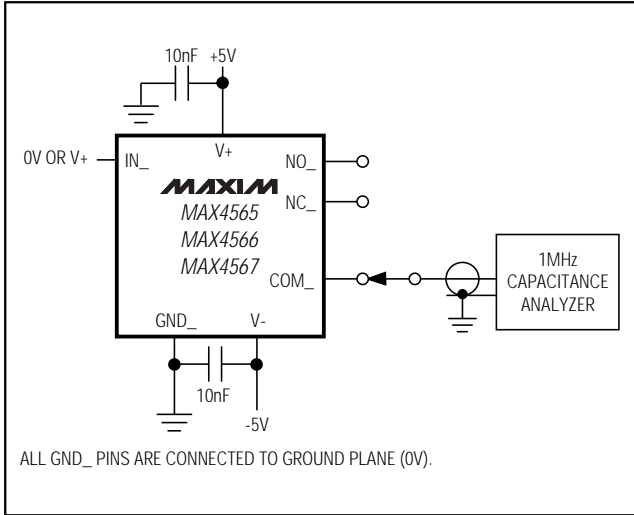 10nF +5V
V+
0V OR V+
IN_
NO_
MAXIM
NC_
MAX4565
MAX4566
MAX4567
COM_
1MHz
CAPACITANCE
ANALYZER
GND_
V-
10nF
-5V
ALL GND_ PINS ARE CONNECTED TO GROUND PLANE (0V).